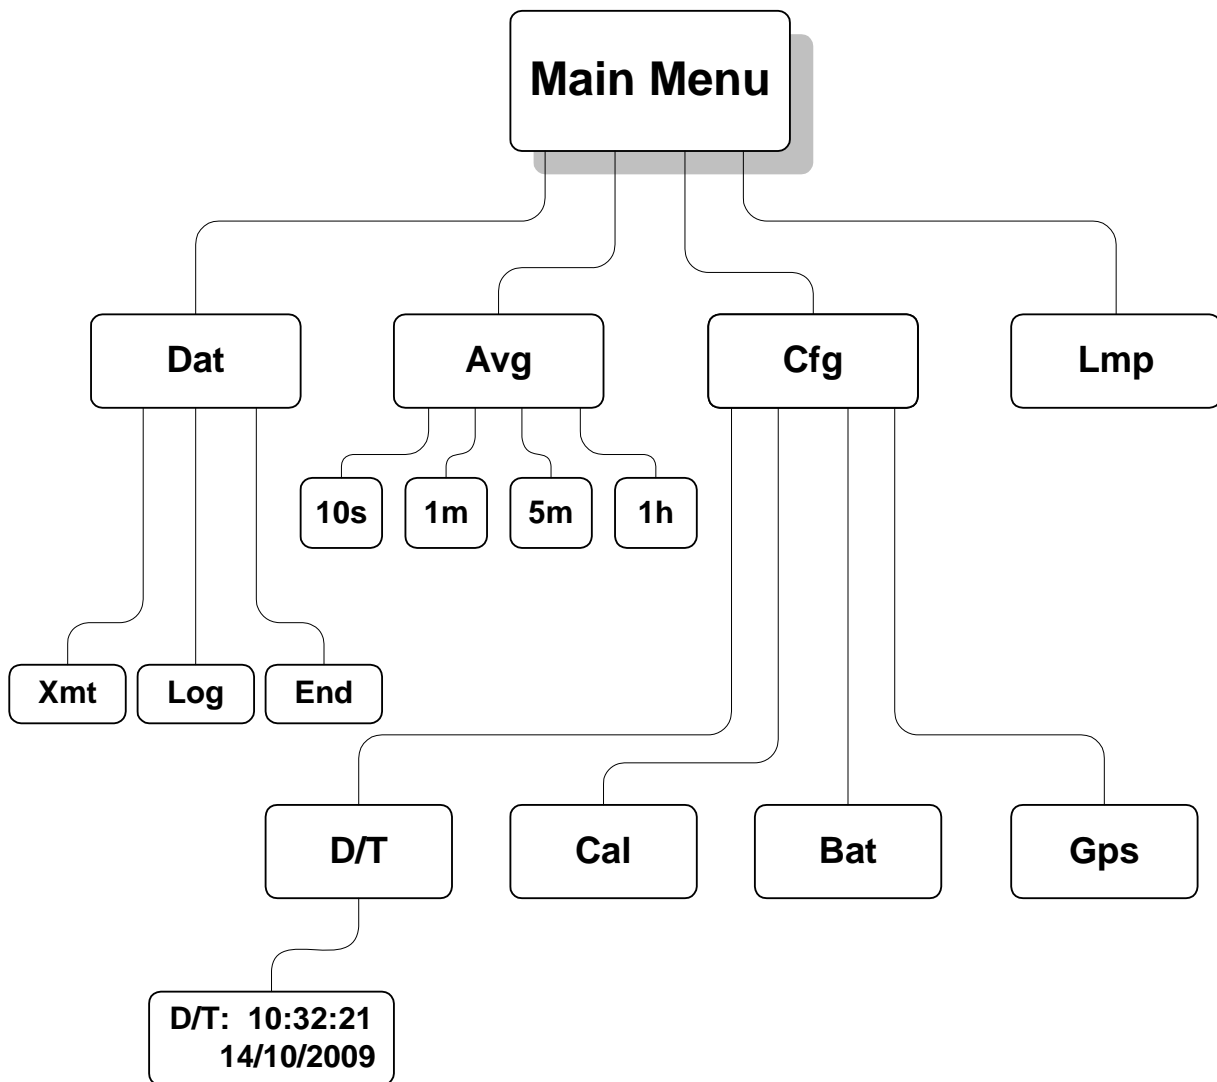 Main Menu
Dat
Avg
Cfg
Lmp
10s
1m
5m
1h
Xmt
Log
End
D/T
Cal
Bat
Gps
D/T:  10:32:21
14/10/2009